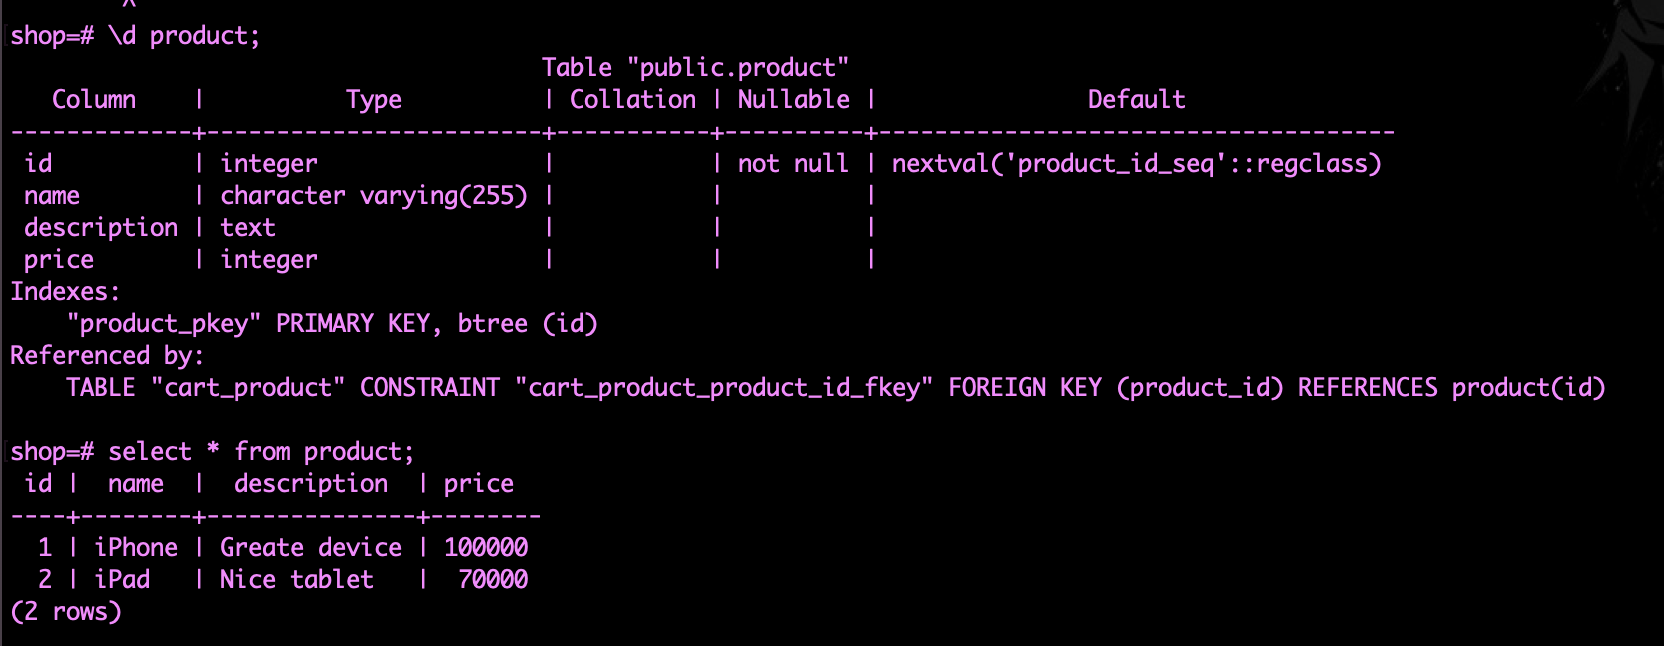 shop=# \d product;
Table "public.product"
Column | Type | Collation | Nullable | Default
-------------+------------------------+-----------+----------+-------------------------------------
id | integer | | not null | nextval('product_id_seq'::regclass)
name | character varying(255) | | |
description | text | | |
price | integer | | |
Indexes:
"product_pkey" PRIMARY KEY, btree (id)
Referenced by:
TABLE "cart_product" CONSTRAINT "cart_product_product_id_fkey" FOREIGN KEY (product_id) REFERENCES product(id)
shop=# select * from product;
id | name | description | price
----+--------+---------------+--------
1 | iPhone | Greate device | 100000
2 | iPad | Nice tablet | 70000
(2 rows)